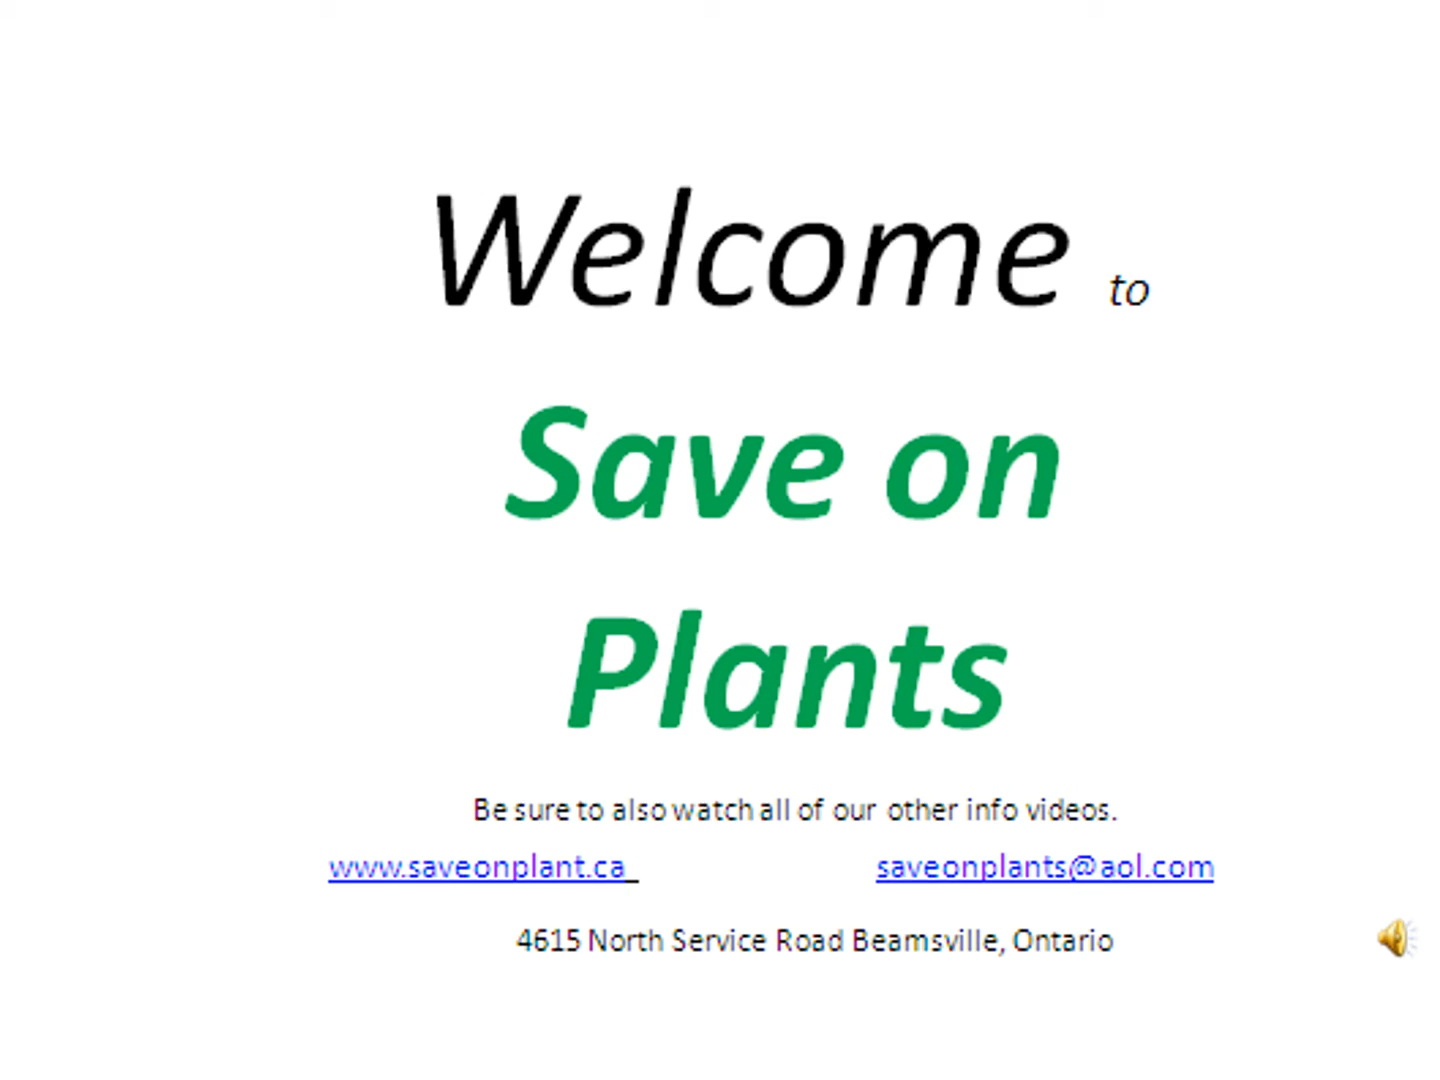 Welcome to
Save on
Plants
Be sure to also watch all of our other info videos.
www.saveonplant.ca saveonplants@aol.com
4615 North Service Road Beamsville, Ontario